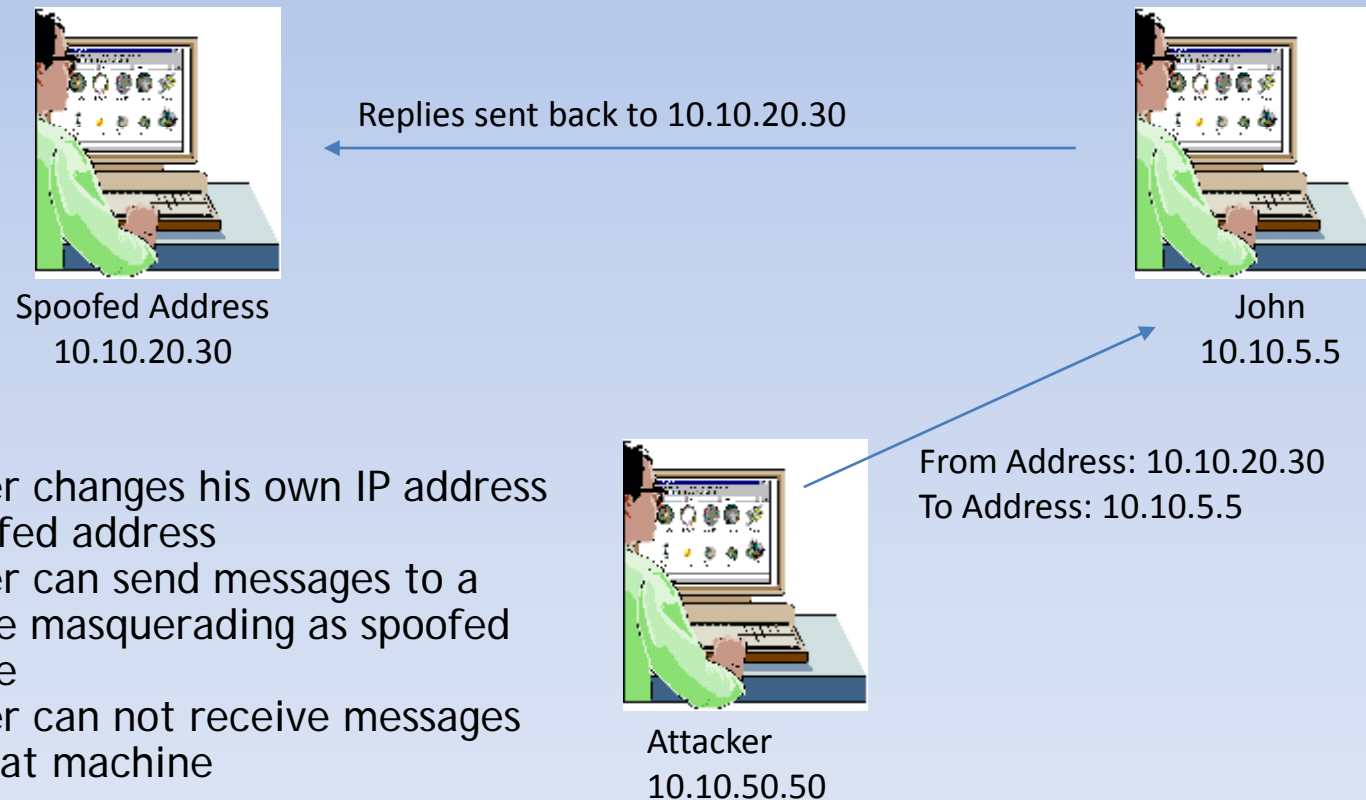 Replies sent back to 10.10.20.30
Spoofed Address
10.10.20.30
John
10.10.5.5
From Address: 10.10.20.30
To Address: 10.10.5.5
er changes his own IP address
fed address
er can send messages to a
e masquerading as spoofed
e
er can not receive messages
at machine
Attacker
10.10.50.50